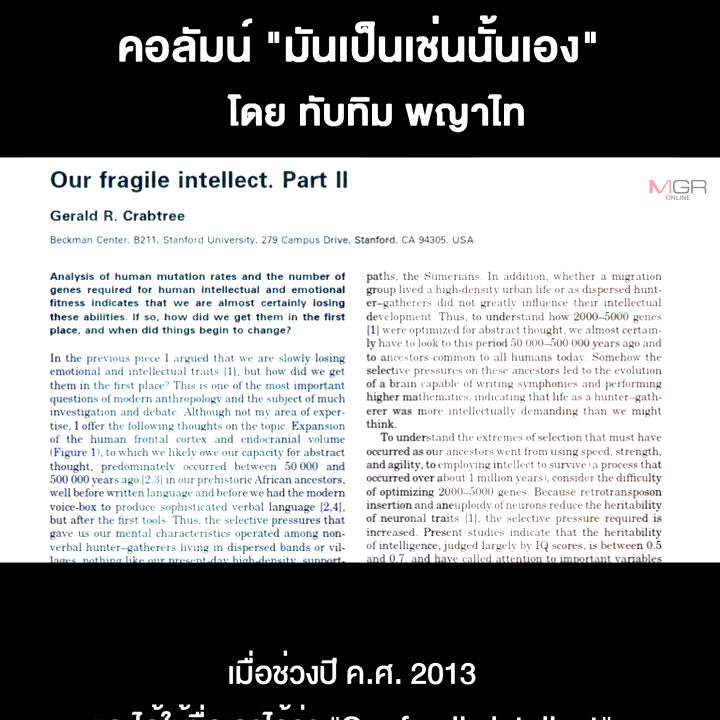 คอลัมน์ "มันเป็นเช่นนั้นเอง"
โดย ทับทิม พญาไท
Our fragile intellect. Part II
MGR
ONLINE
Gerald R. Crabtree
Beckman Center, B211, Stanford University, 279 Campus Drive, Stanford, CA 94305, USA
Analysis of human mutation rates and the number of
genes required for human intellectual and emotional
fitness indicates that we are almost certainly losing
these abilities. If so, how did we get them in the first
place, and when did things begin to change?
In the previous piece I argued that we are slowly losing
emotional and intellectual traits [1]; but how did we get
them in the first place? This is one of the most important
questions of modern anthropology and the subject of much
investigation and debate. Although not my area of exper-
tise, I offer the following thoughts on the topic. Expansion
of the human frontal cortex and endocranial volume
(Figure 1), to which we likely owe our capacity for abstract
thought, predominately occurred between 50 000 and
500 000 years ago [2,3] in our prehistoric African ancestors,
well before written language and before we had the modern
voice-box to produce sophisticated verbal language [2,4],
but after the first tools. Thus, the selective pressures that
gave us our mental characteristics operated among non-
verbal hunter–gatherers living in dispersed bands or vil-
lages, nothing like our present-day high-density, support-
paths, the Sumerians. In addition, whether a migration
group lived a high-density urban life or as dispersed hunt-
er–gatherers did not greatly influence their intellectual
development. Thus, to understand how 2000–5000 genes
[1] were optimized for abstract thought, we almost certain-
ly have to look to this period 50 000–500 000 years ago and
to ancestors common to all humans today. Somehow the
selective pressures on these ancestors led to the evolution
of a brain capable of writing symphonies and performing
higher mathematics, indicating that life as a hunter–gath-
erer was more intellectually demanding than we might
think.
To understand the extremes of selection that must have
occurred as our ancestors went from using speed, strength,
and agility, to employing intellect to survive (a process that
occurred over about 1 million years), consider the difficulty
of optimizing 2000–5000 genes. Because retrotransposon
insertion and aneuploidy of neurons reduce the heritability
of neuronal traits [1], the selective pressure required is
increased. Present studies indicate that the heritability
of intelligence, judged largely by IQ scores, is between 0.5
and 0.7, and have called attention to important variables
เมื่อช่วงปี ค.ศ. 2013